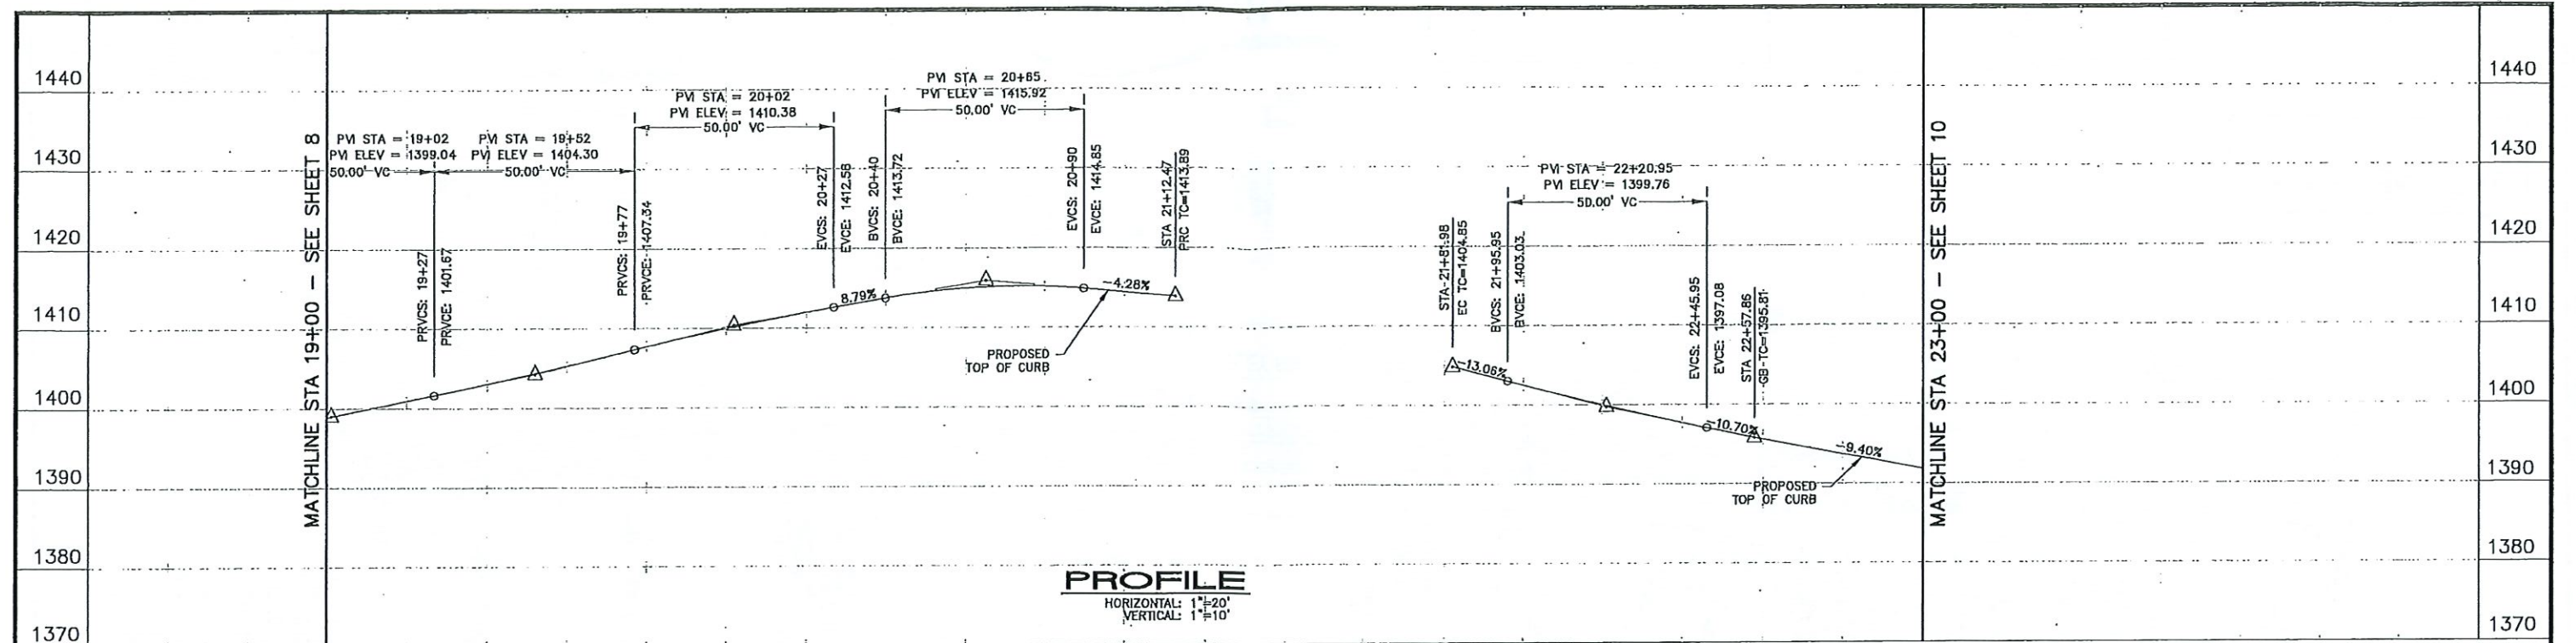 1440
1430
1420
1410
1400
1390
1380
1370
MATCHLINE STA 19+00 - SEE SHEET 8
PVI STA = 19+02
PVI ELEV = 1399.04
50.00' VC
PVI STA = 19+52
PVI ELEV = 1404.30
50.00' VC
PRVCS: 19+27
PRVCE: 1401.67
PRVCS: 19+77
PRVCE: 1407.34
PVI STA = 20+02
PVI ELEV = 1410.38
50.00' VC
EVCS: 20+27
EVCE: 1412.58
8.79%
BVCS: 20+40
BVCE: 1413.72
PVI STA = 20+65
PVI ELEV = 1415.92
50.00' VC
EVCS: 20+90
EVCE: 1414.85
-4.28%
STA 21+12.47
PRC TC=1413.89
PROPOSED
TOP OF CURB
STA 21+81.98
EC TC=1404.85
-13.06%
BVCS: 21+95.95
BVCE: 1403.03
PVI STA = 22+20.95
PVI ELEV = 1399.76
50.00' VC
EVCS: 22+45.95
EVCE: 1397.08
-10.70%
STA 22+57.86
GB TC=1395.81
-9.40%
PROPOSED
TOP OF CURB
MATCHLINE STA 23+00 - SEE SHEET 10
1440
1430
1420
1410
1400
1390
1380
1370
PROFILE
HORIZONTAL: 1"=20'
VERTICAL: 1"=10'